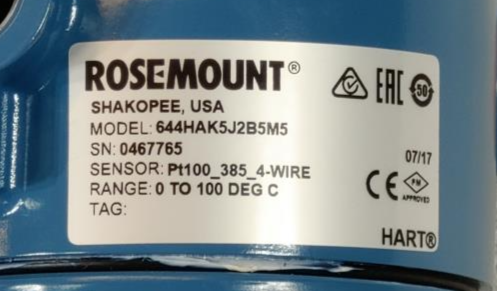 ROSEMOUNT®
SHAKOPEE, USA
MODEL: 644HAK5J2B5M5
SN: 0467765
SENSOR: Pt100_385_4-WIRE
RANGE: 0 TO 100 DEG C
TAG:
EAC 50
07/17
CE FM APPROVED
HART®